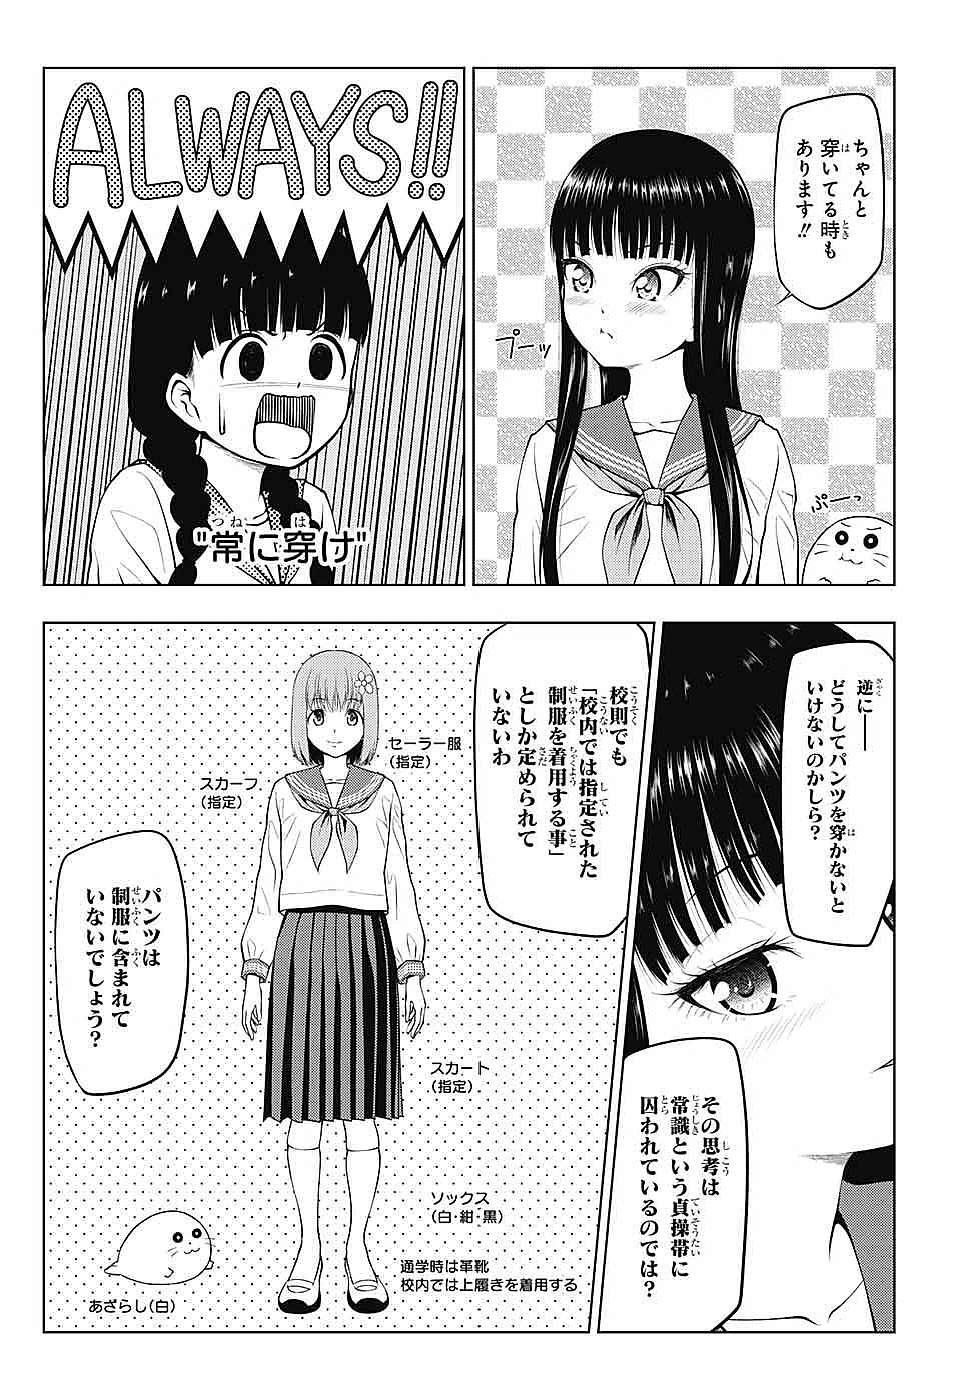 ちゃんと
穿いてる時も
あります!!
プーッ
ぷーっ
ALWAYS!!
"常に穿け"
逆に――
どうしてパンツを穿かないと
いけないのかしら？
その思考は
常識という貞操帯に
囚われているのでは？
校則でも
「校内では指定された
制服を着用する事」
としか定められて
いないわ
セーラー服
(指定)
スカーフ
(指定)
パンツは
制服に含まれて
いないでしょう？
スカート
(指定)
ソックス
(白・紺・黒)
通学時は革靴
校内では上履きを着用する
あざらし(白)